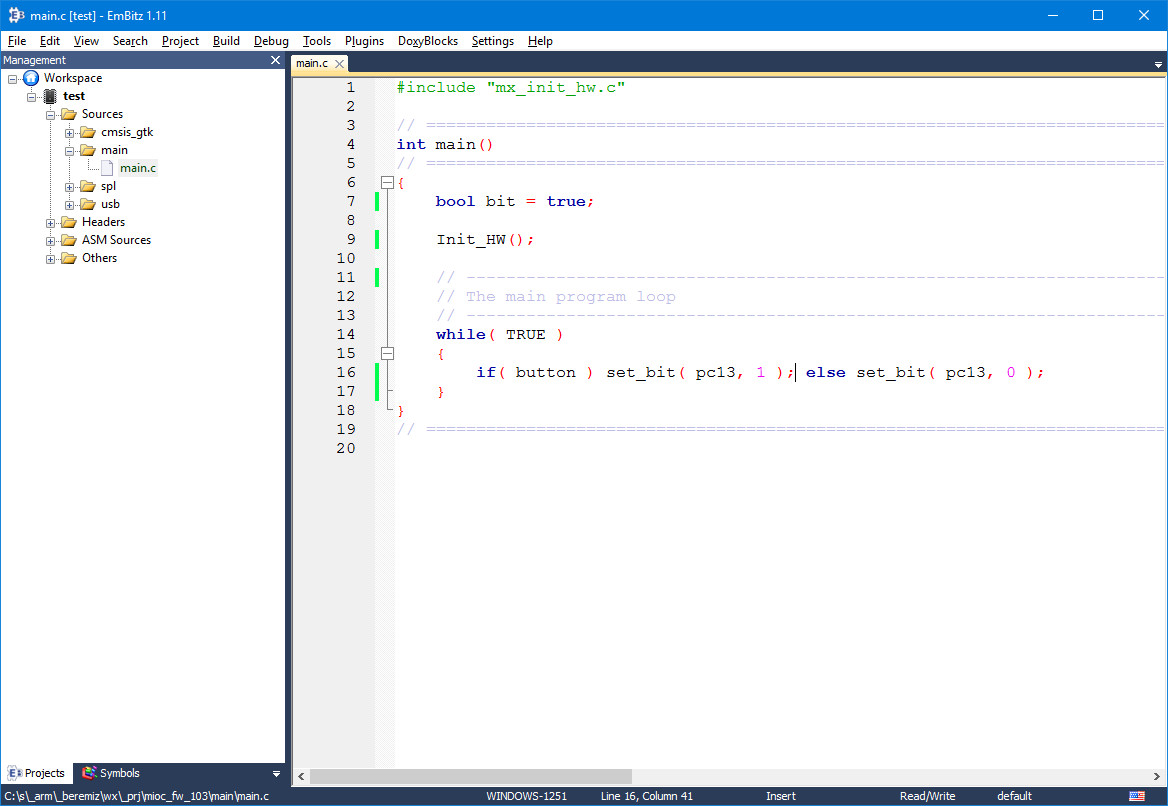 main.c [test] - EmBitz 1.11
File Edit View Search Project Build Debug Tools Plugins DoxyBlocks Settings Help
Management
Workspace
test
Sources
cmsis_gtk
main
main.c
spl
usb
Headers
ASM Sources
Others
Projects Symbols
main.c
1 #include "mx_init_hw.c"
2
3 // ==========================================================================
4 int main()
5 // ==========================================================================
6 {
7 bool bit = true;
8
9 Init_HW();
10
11 // ----------------------------------------------------------------------
12 // The main program loop
13 // ----------------------------------------------------------------------
14 while( TRUE )
15 {
16 if( button ) set_bit( pc13, 1 ); else set_bit( pc13, 0 );
17 }
18 }
19 // ==========================================================================
20
C:\s\_arm\_beremiz\wx\_prj\mioc_fw_103\main\main.c WINDOWS-1251 Line 16, Column 41 Insert Read/Write default